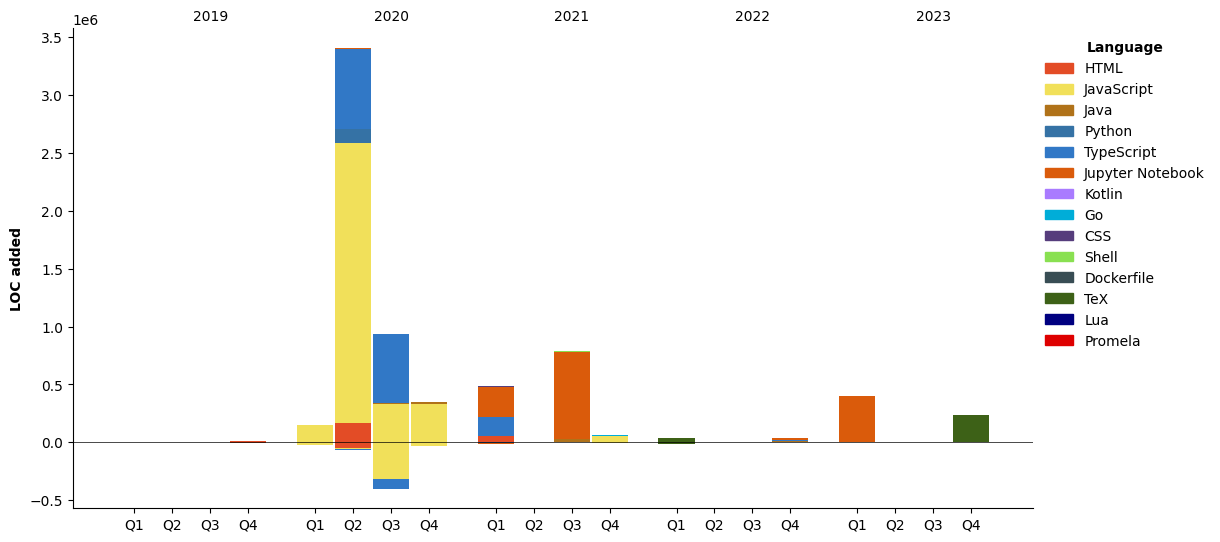 1e6
2019 2020 2021 2022 2023
3.5
3.0
2.5
2.0
1.5
1.0
0.5
0.0
−0.5
LOC added
Q1 Q2 Q3 Q4 Q1 Q2 Q3 Q4 Q1 Q2 Q3 Q4 Q1 Q2 Q3 Q4 Q1 Q2 Q3 Q4
Language
HTML
JavaScript
Java
Python
TypeScript
Jupyter Notebook
Kotlin
Go
CSS
Shell
Dockerfile
TeX
Lua
Promela